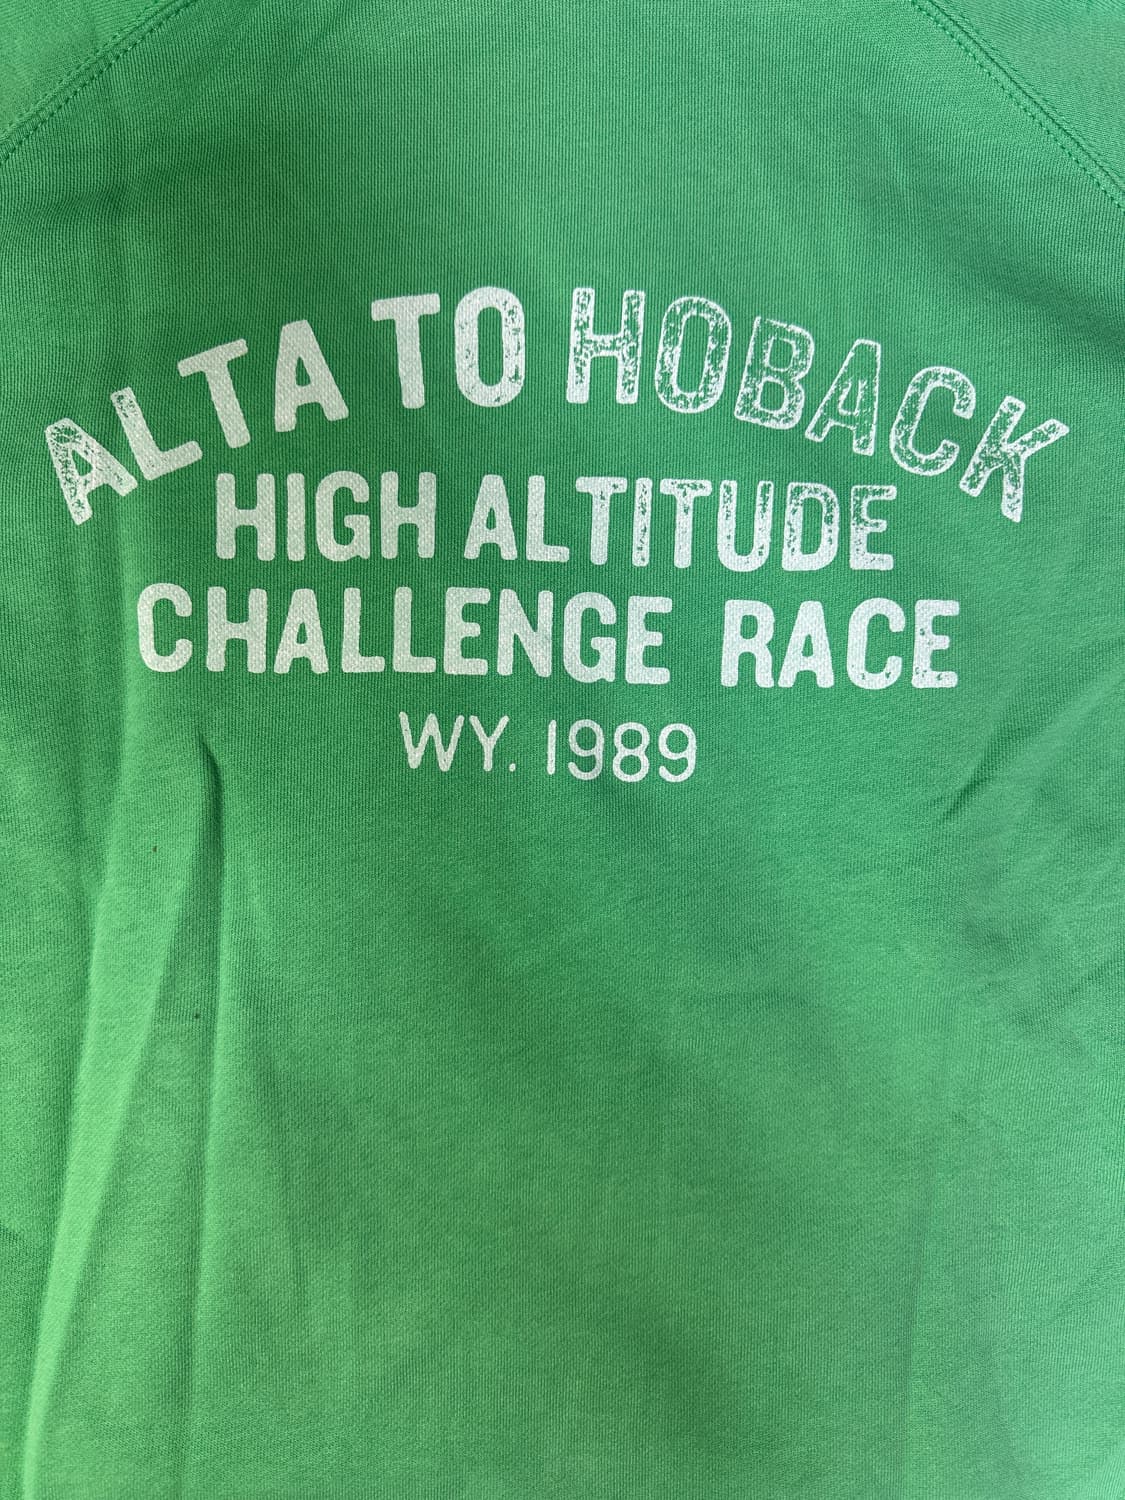 ALTA TO HOBACK
HIGH ALTITUDE
CHALLENGE RACE
WY. 1989